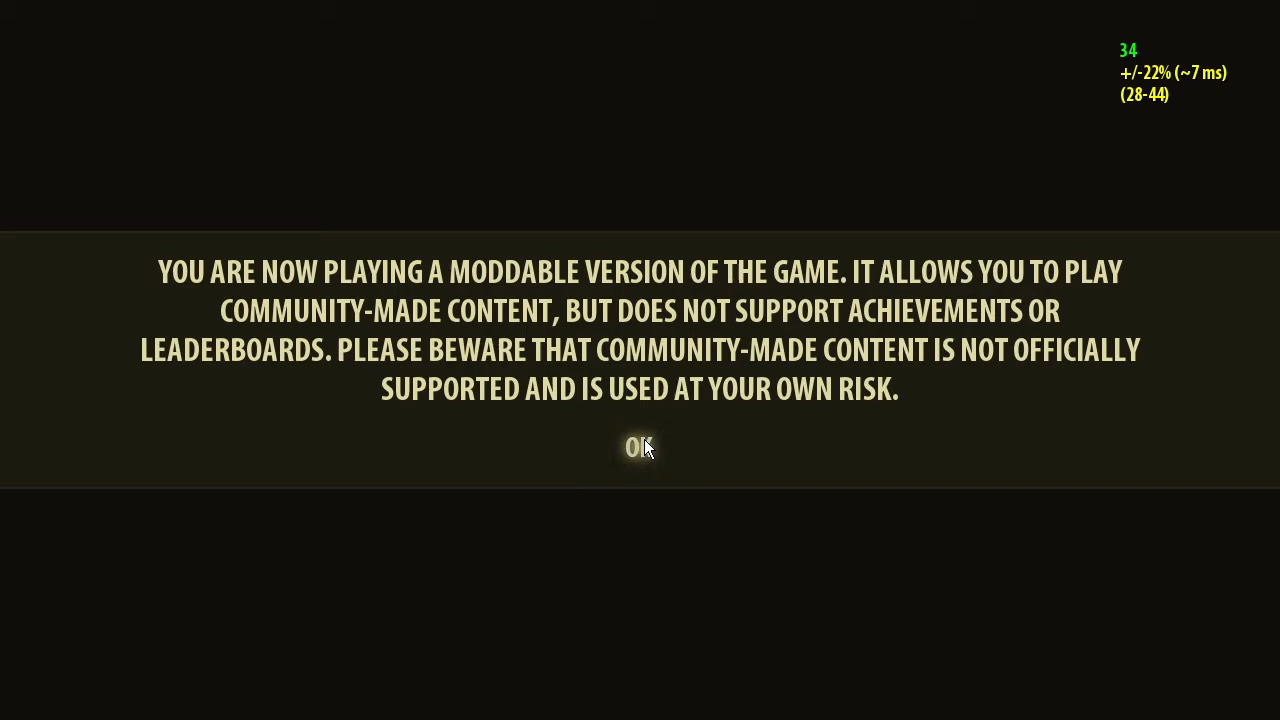 34
+/-22% (~7 ms)
(28-44)
YOU ARE NOW PLAYING A MODDABLE VERSION OF THE GAME. IT ALLOWS YOU TO PLAY
COMMUNITY-MADE CONTENT, BUT DOES NOT SUPPORT ACHIEVEMENTS OR
LEADERBOARDS. PLEASE BEWARE THAT COMMUNITY-MADE CONTENT IS NOT OFFICIALLY
SUPPORTED AND IS USED AT YOUR OWN RISK.
OK